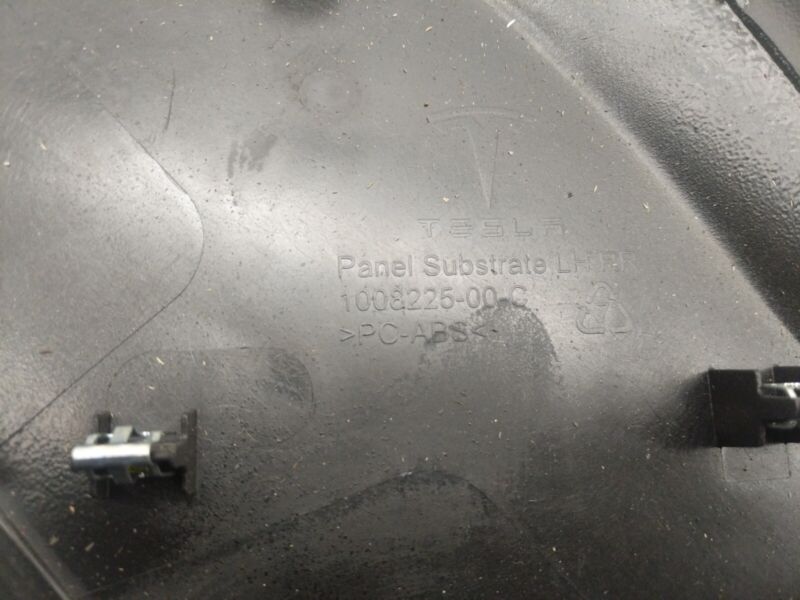 TESLA
Panel Substrate LH RR
1008225-00-C
>PC-ABS<